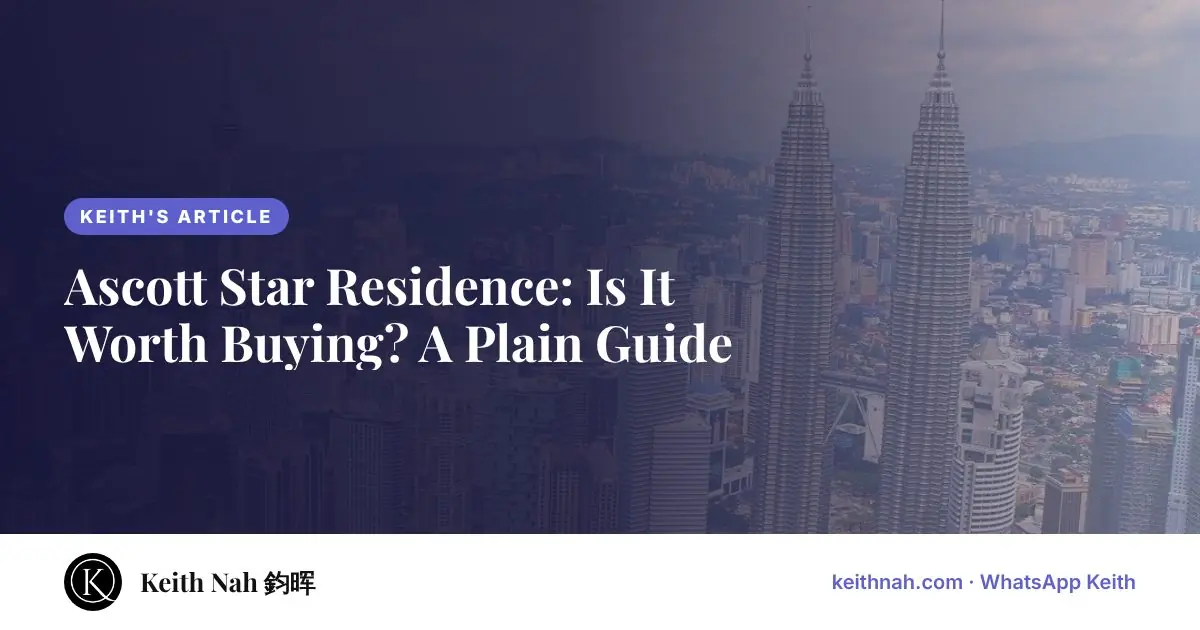 KEITH'S ARTICLE
Ascott Star Residence: Is It
Worth Buying? A Plain Guide
K
Keith Nah 鈞晖
keithnah.com · WhatsApp Keith